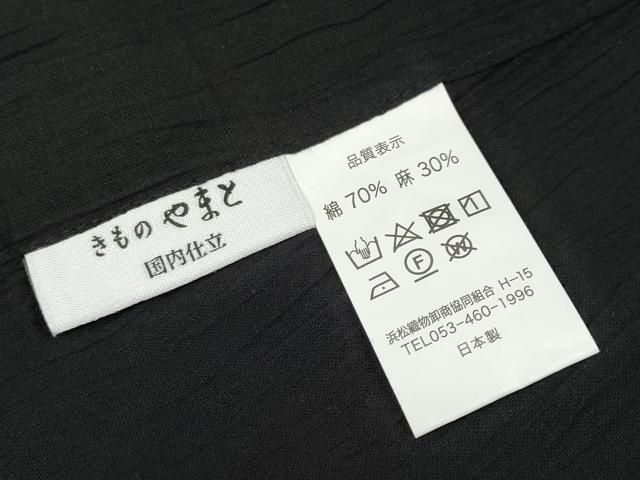 きもの やまと
国内仕立
品質表示
綿 70% 麻 30%
F
W
浜松織物卸商協同組合 H-15
TEL053-460-1996
日本製